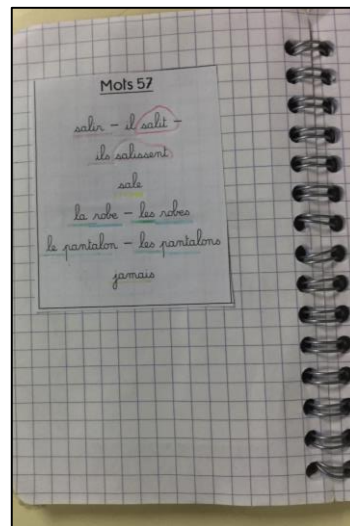 Mots 57
salir – il salit –
ils salissent
sale
la robe – les robes
le pantalon – les pantalons
jamais